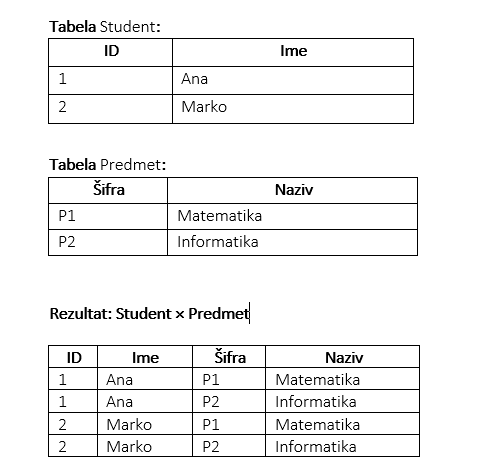 Tabela Student:
ID Ime
1 Ana
2 Marko
Tabela Predmet:
Šifra Naziv
P1 Matematika
P2 Informatika
Rezultat: Student × Predmet
ID Ime Šifra Naziv
1 Ana P1 Matematika
1 Ana P2 Informatika
2 Marko P1 Matematika
2 Marko P2 Informatika